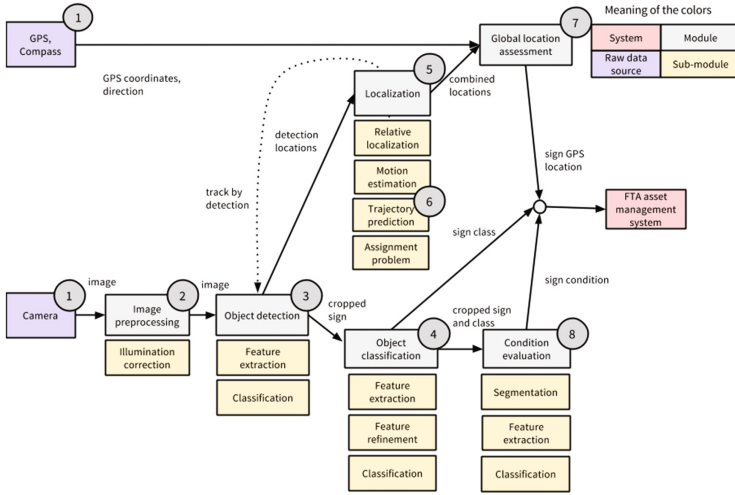 Meaning of the colors
System
Module
Raw data
source
Sub-module
1
GPS,
Compass
GPS coordinates,
direction
7
Global location
assessment
5
Localization
combined
locations
Relative
localization
Motion
estimation
6
Trajectory
prediction
Assignment
problem
detection
locations
track by
detection
sign GPS
location
FTA asset
management
system
sign class
sign condition
1
Camera
image
2
Image
preprocessing
Illumination
correction
image
3
Object detection
Feature
extraction
Classification
cropped
sign
4
Object
classification
Feature
extraction
Feature
refinement
Classification
cropped sign
and class
8
Condition
evaluation
Segmentation
Feature
extraction
Classification